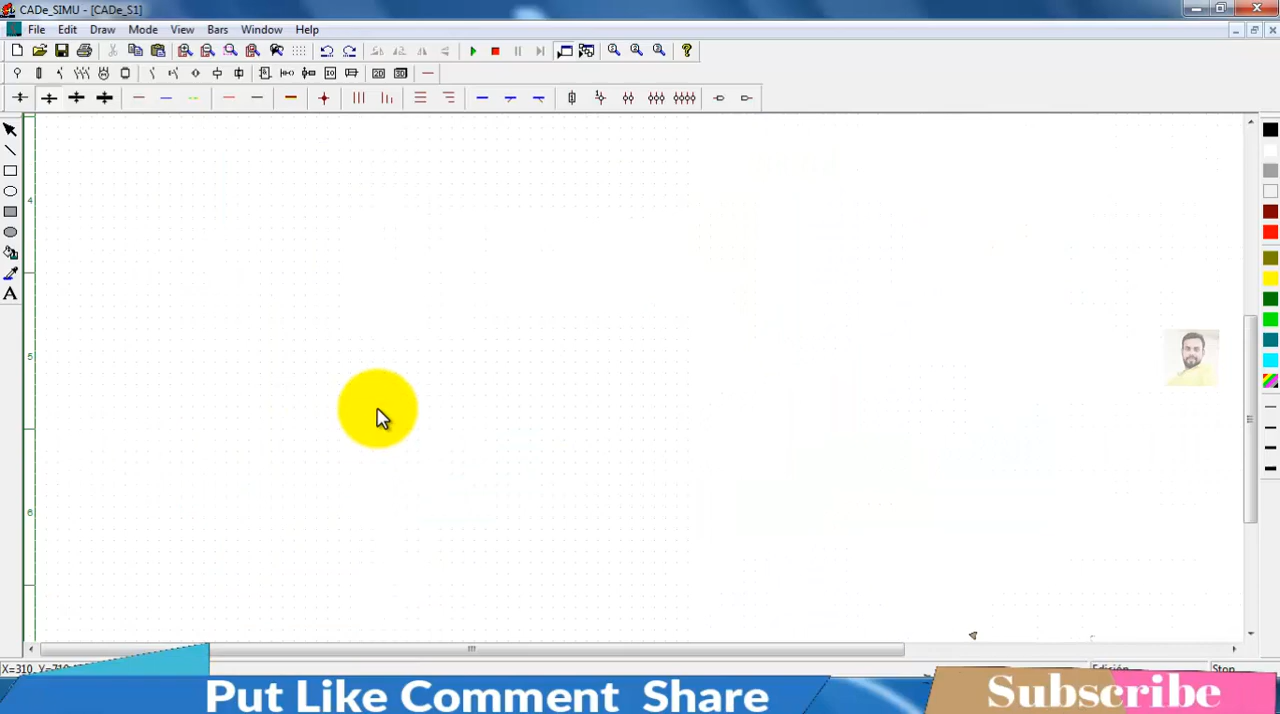 CADe_SIMU - [CADe_S1]
File Edit Draw Mode View Bars Window Help
4
5
6
Put Like Comment Share
Subscribe